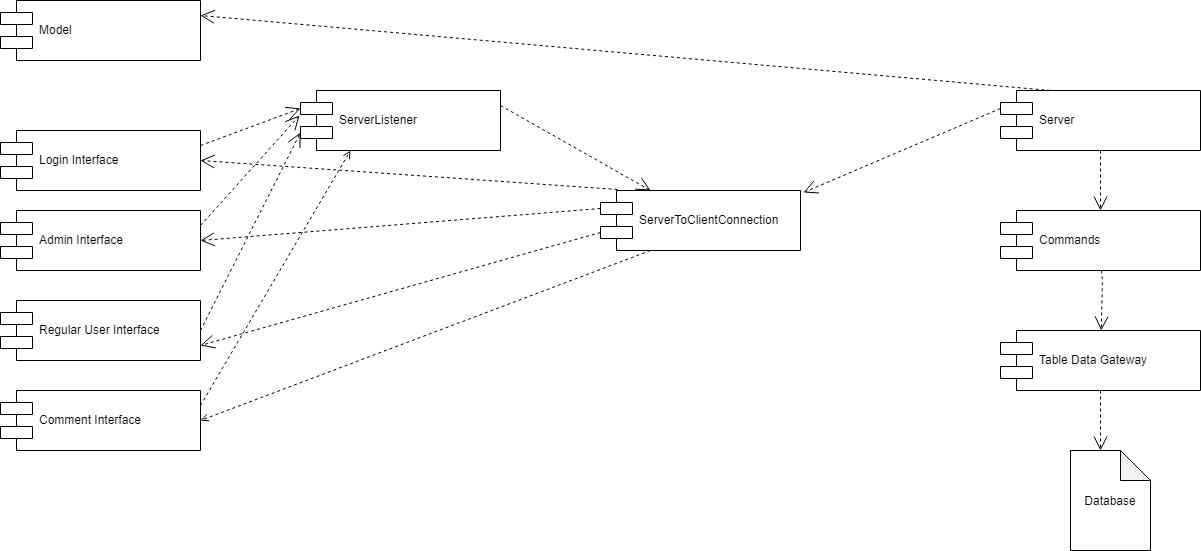 Model
ServerListener
Server
Login Interface
ServerToClientConnection
Admin Interface
Commands
Regular User Interface
Table Data Gateway
Comment Interface
Database